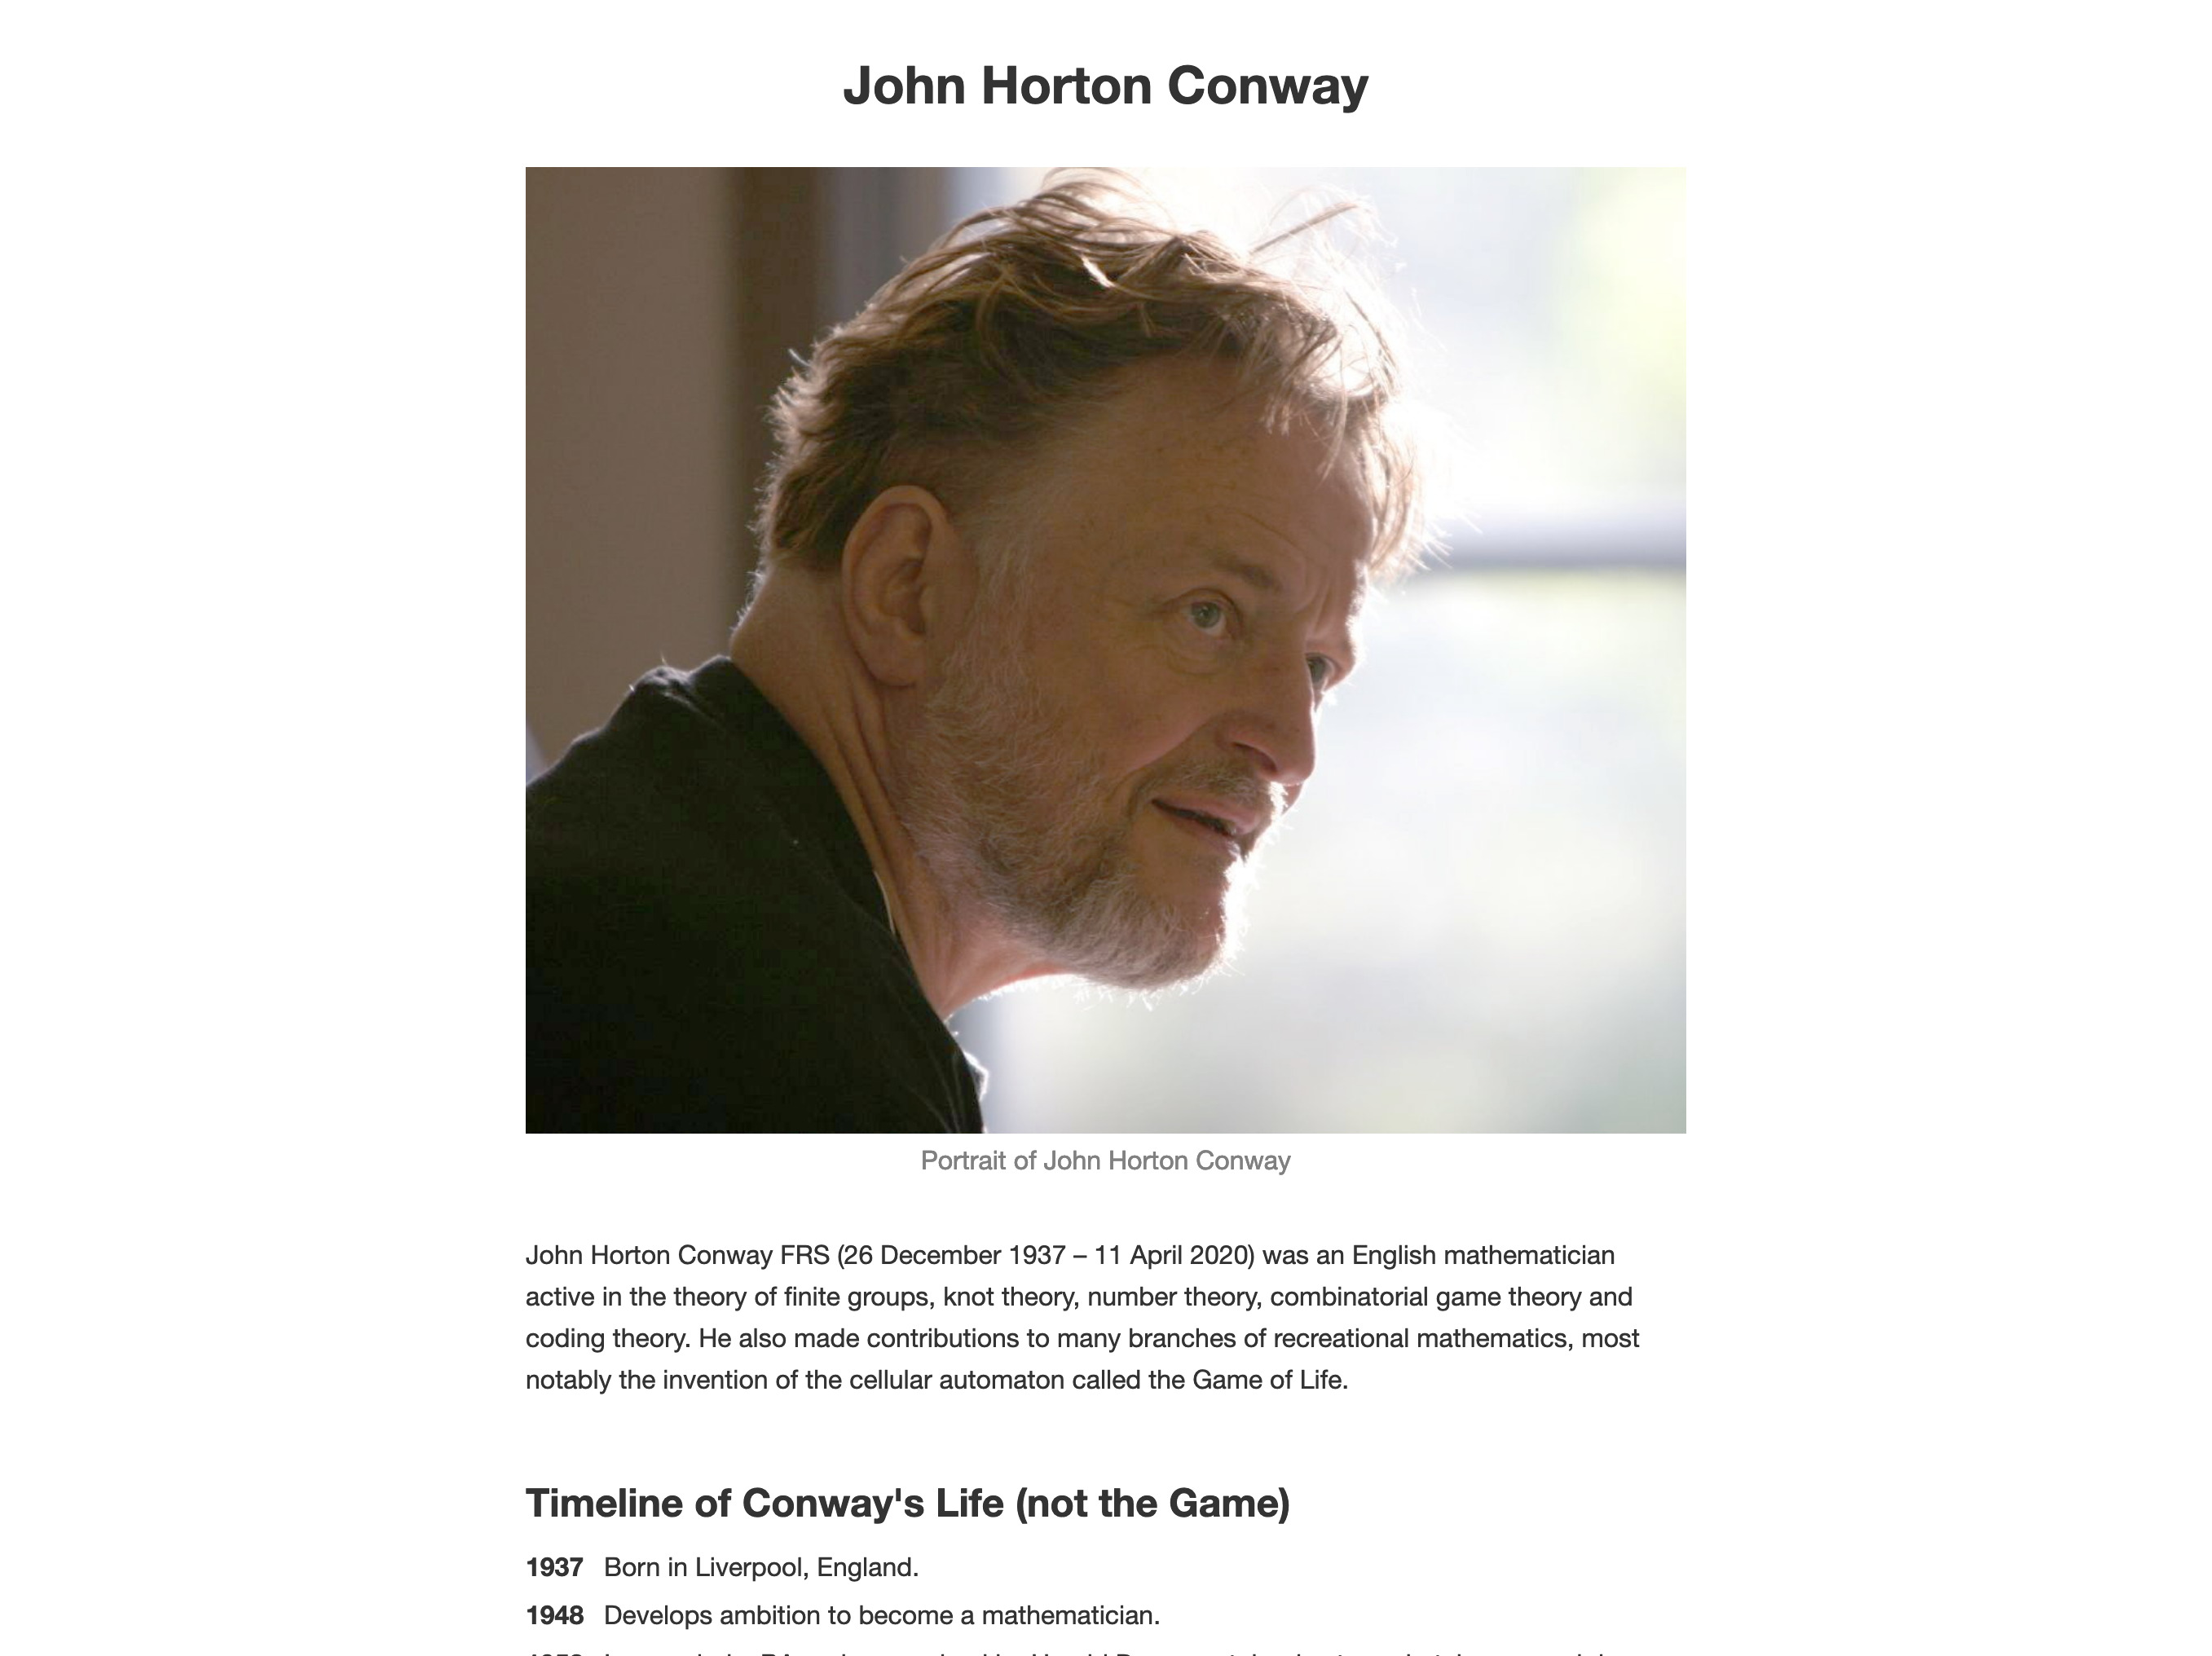 John Horton Conway
Portrait of John Horton Conway
John Horton Conway FRS (26 December 1937 – 11 April 2020) was an English mathematician
active in the theory of finite groups, knot theory, number theory, combinatorial game theory and
coding theory. He also made contributions to many branches of recreational mathematics, most
notably the invention of the cellular automaton called the Game of Life.
Timeline of Conway's Life (not the Game)
1937 Born in Liverpool, England.
1948 Develops ambition to become a mathematician.